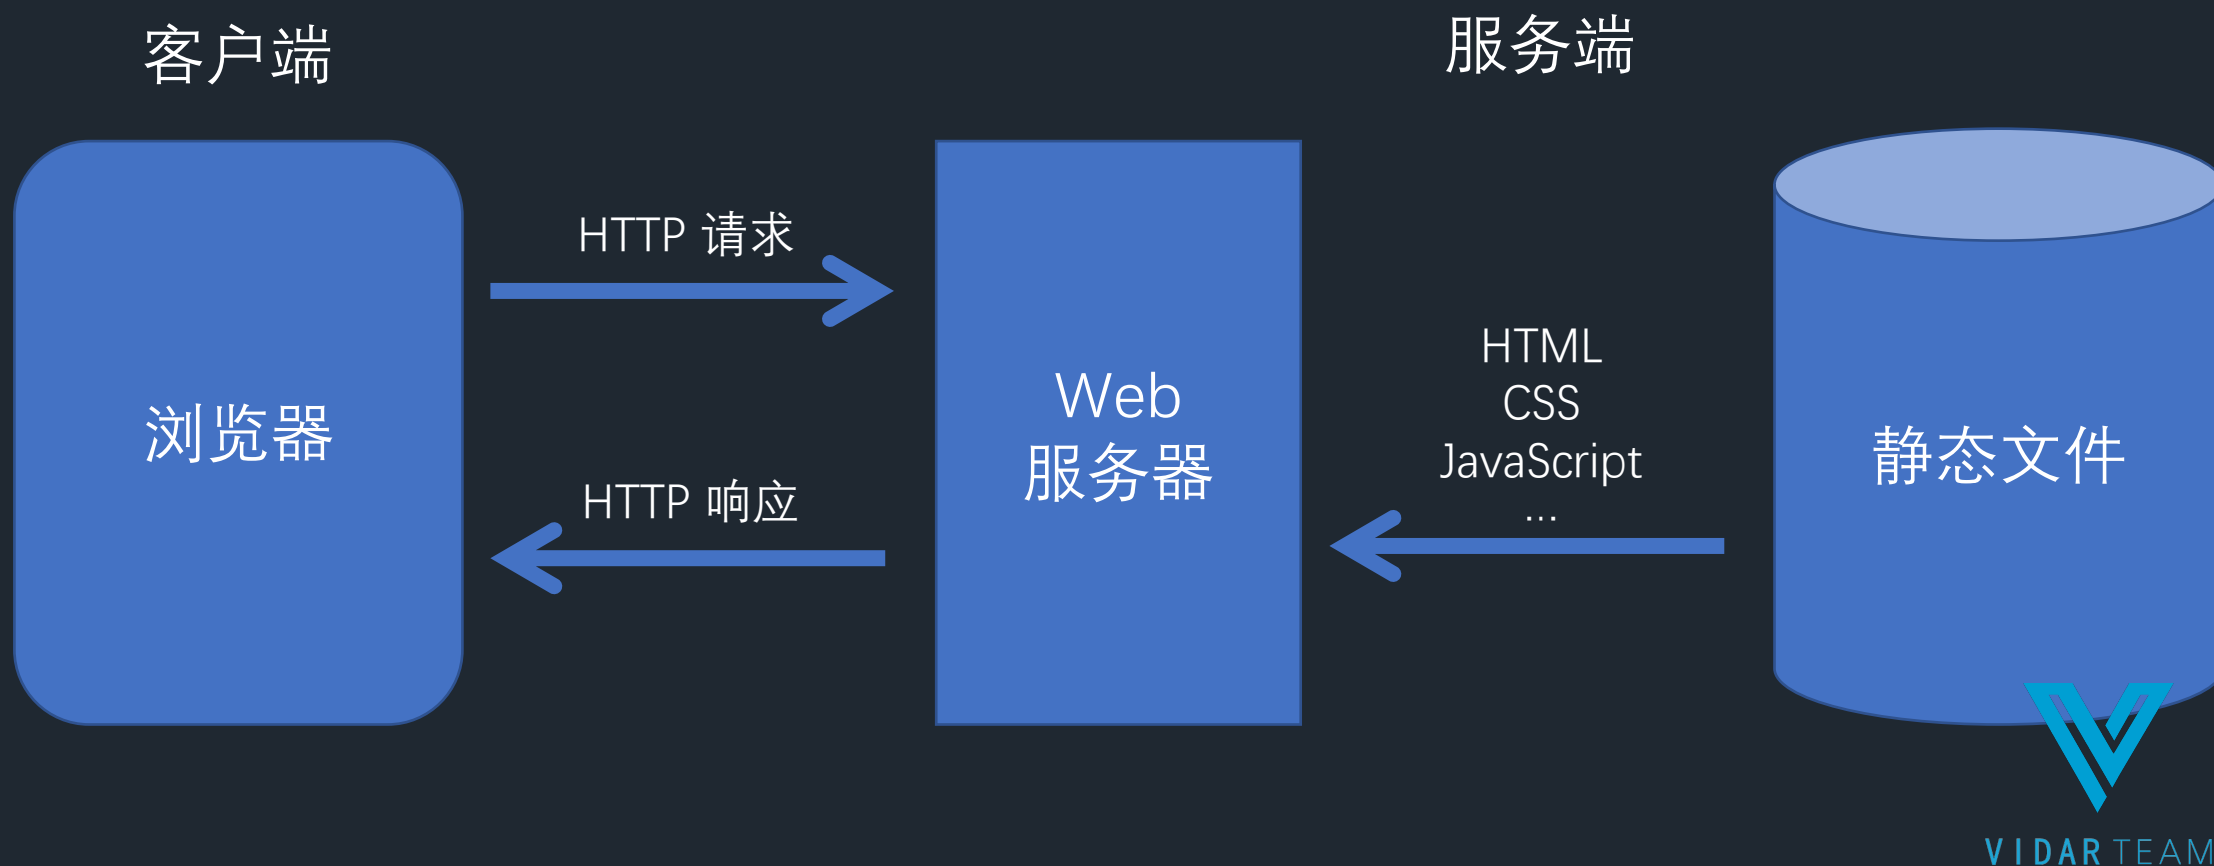 客户端
服务端
浏览器
HTTP 请求
HTTP 响应
Web
服务器
HTML
CSS
JavaScript
...
静态文件
VIDAR TEAM